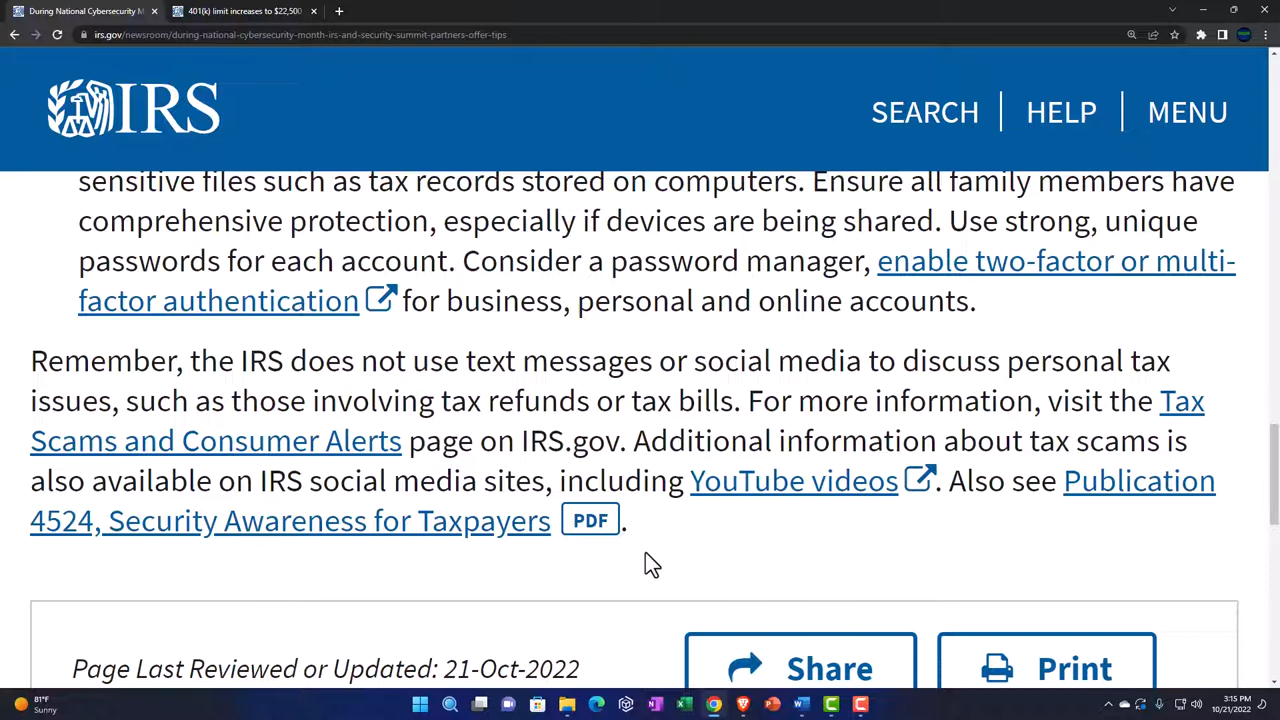 During National Cybersecurity M
401(k) limit increases to $22,500
irs.gov/newsroom/during-national-cybersecurity-month-irs-and-security-summit-partners-offer-tips
IRS
SEARCH
HELP
MENU
sensitive files such as tax records stored on computers. Ensure all family members have
comprehensive protection, especially if devices are being shared. Use strong, unique
passwords for each account. Consider a password manager, enable two-factor or multi-
factor authentication for business, personal and online accounts.
Remember, the IRS does not use text messages or social media to discuss personal tax
issues, such as those involving tax refunds or tax bills. For more information, visit the Tax
Scams and Consumer Alerts page on IRS.gov. Additional information about tax scams is
also available on IRS social media sites, including YouTube videos. Also see Publication
4524, Security Awareness for Taxpayers PDF.
Page Last Reviewed or Updated: 21-Oct-2022
Share
Print
81°F
Sunny
3:15 PM
10/21/2022